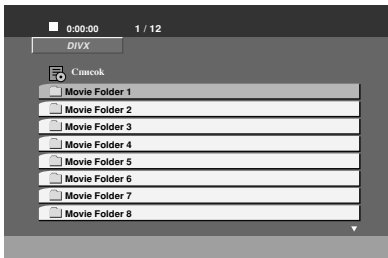 0:00:00 1 / 12
DIVX
Список
Movie Folder 1
Movie Folder 2
Movie Folder 3
Movie Folder 4
Movie Folder 5
Movie Folder 6
Movie Folder 7
Movie Folder 8